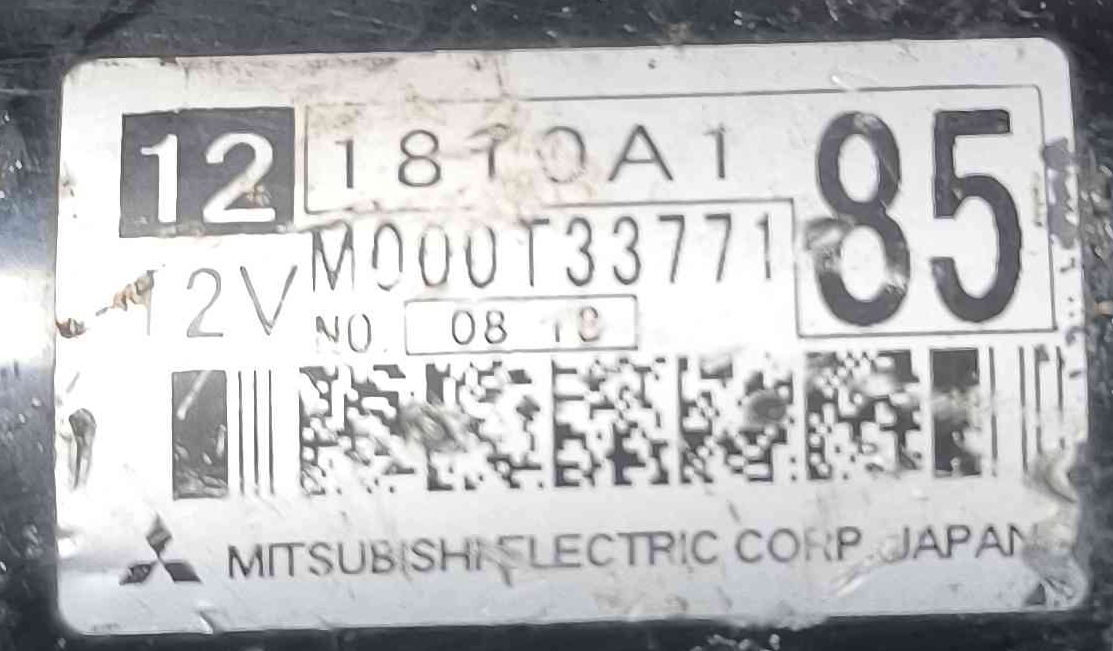 12 1810A1 85
M000T33771
12V
NO. 08
MITSUBISHI ELECTRIC CORP. JAPAN